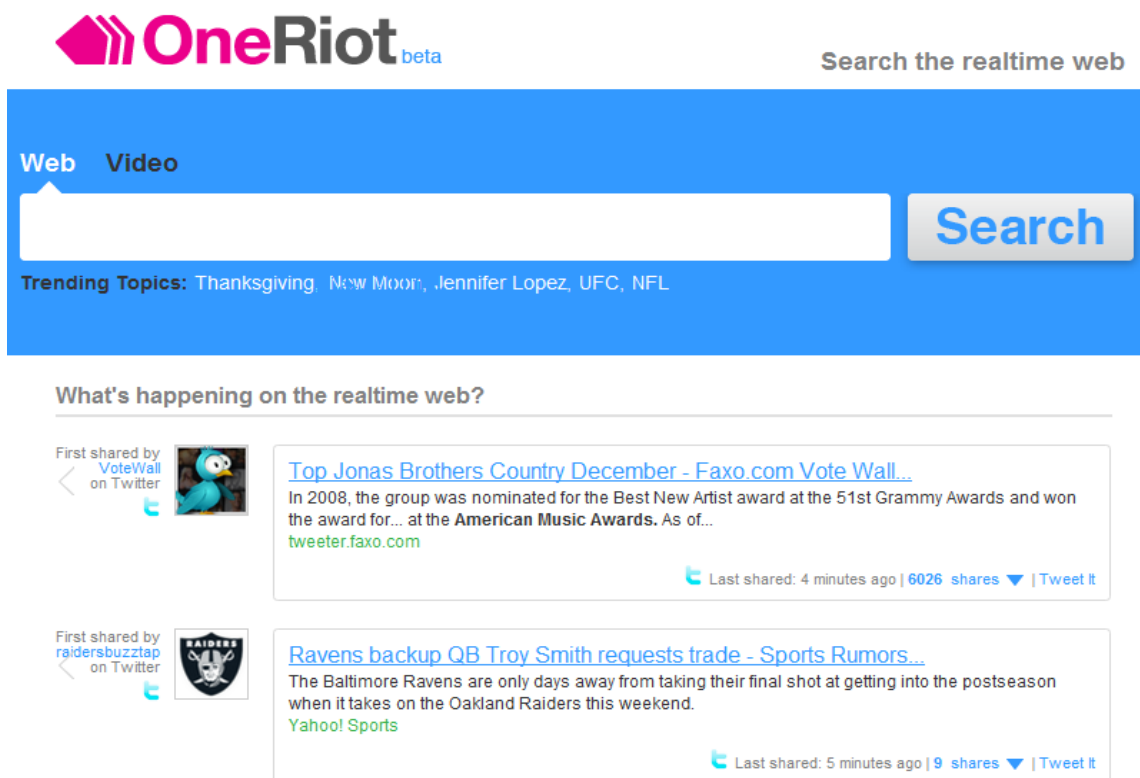 OneRiot beta
Search the realtime web
Web Video
Search
Trending Topics: Thanksgiving, New Moon, Jennifer Lopez, UFC, NFL
What's happening on the realtime web?
First shared by
VoteWall
on Twitter
Top Jonas Brothers Country December - Faxo.com Vote Wall...
In 2008, the group was nominated for the Best New Artist award at the 51st Grammy Awards and won
the award for... at the American Music Awards. As of...
tweeter.faxo.com
Last shared: 4 minutes ago | 6026 shares | Tweet It
First shared by
raidersbuzztap
on Twitter
RAIDERS
Ravens backup QB Troy Smith requests trade - Sports Rumors...
The Baltimore Ravens are only days away from taking their final shot at getting into the postseason
when it takes on the Oakland Raiders this weekend.
Yahoo! Sports
Last shared: 5 minutes ago | 9 shares | Tweet It